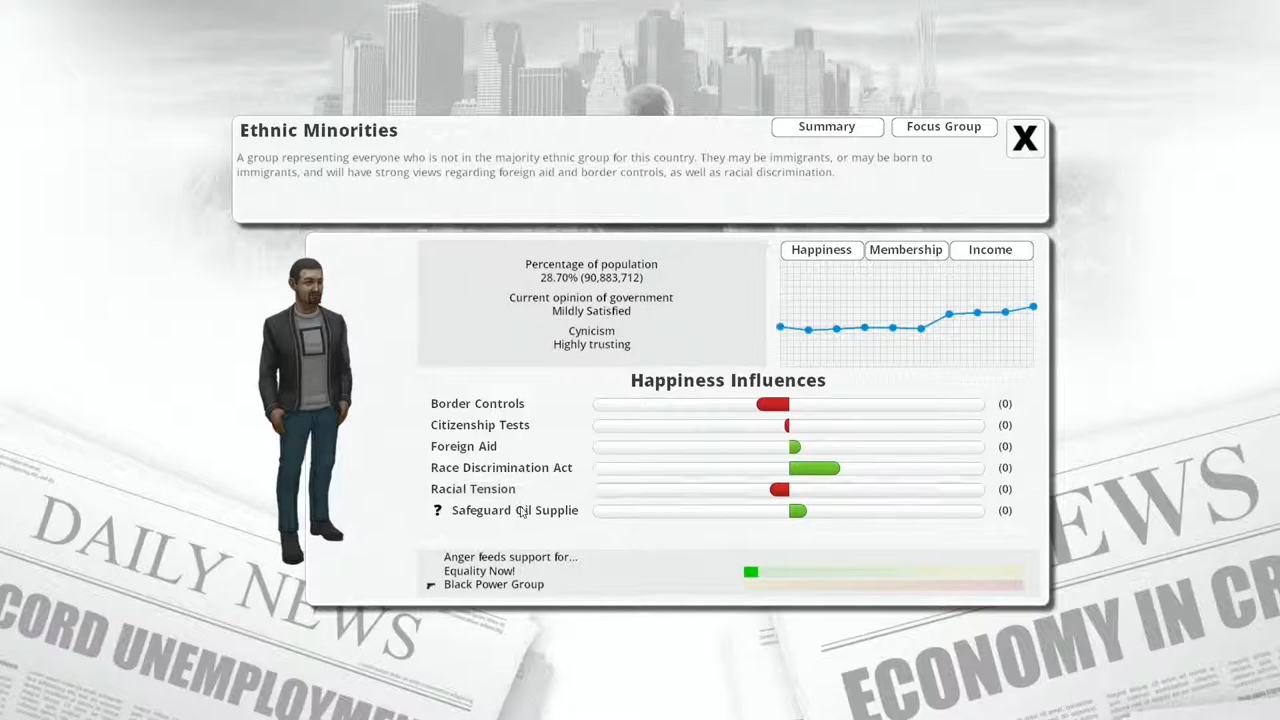 Ethnic Minorities
Summary
Focus Group
X
A group representing everyone who is not in the majority ethnic group for this country. They may be immigrants, or may be born to
immigrants, and will have strong views regarding foreign aid and border controls, as well as racial discrimination.
Percentage of population
28.70% (90,883,712)
Current opinion of government
Mildly Satisfied
Cynicism
Highly trusting
Happiness
Membership
Income
Happiness Influences
Border Controls (0)
Citizenship Tests (0)
Foreign Aid (0)
Race Discrimination Act (0)
Racial Tension (0)
? Safeguard Oil Supplie (0)
Anger feeds support for...
Equality Now!
Black Power Group
DAILY NEWS
CORD UNEMPLOYM
EWS
ECONOMY IN CR